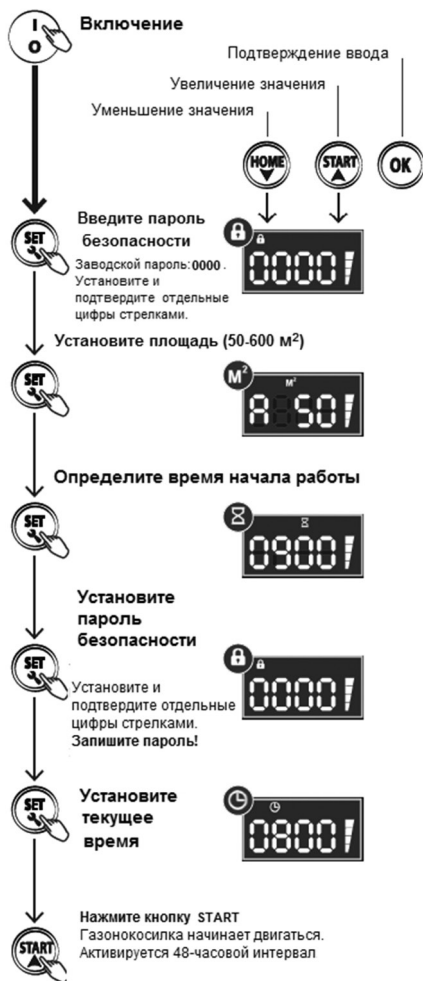 I
O
Включение
Подтверждение ввода
Увеличение значения
Уменьшение значения
HOME
START
OK
SET
Введите пароль
безопасности
Заводской пароль: 0000 .
Установите и
подтвердите отдельные
цифры стрелками.
0000
Установите площадь (50-600 м²)
SET
M²
M²
A 50
Определите время начала работы
SET
0900
Установите
пароль
безопасности
SET
Установите и
подтвердите отдельные
цифры стрелками.
Запишите пароль!
0000
SET
Установите
текущее
время
0800
START
Нажмите кнопку START
Газонокосилка начинает двигаться.
Активируется 48-часовой интервал